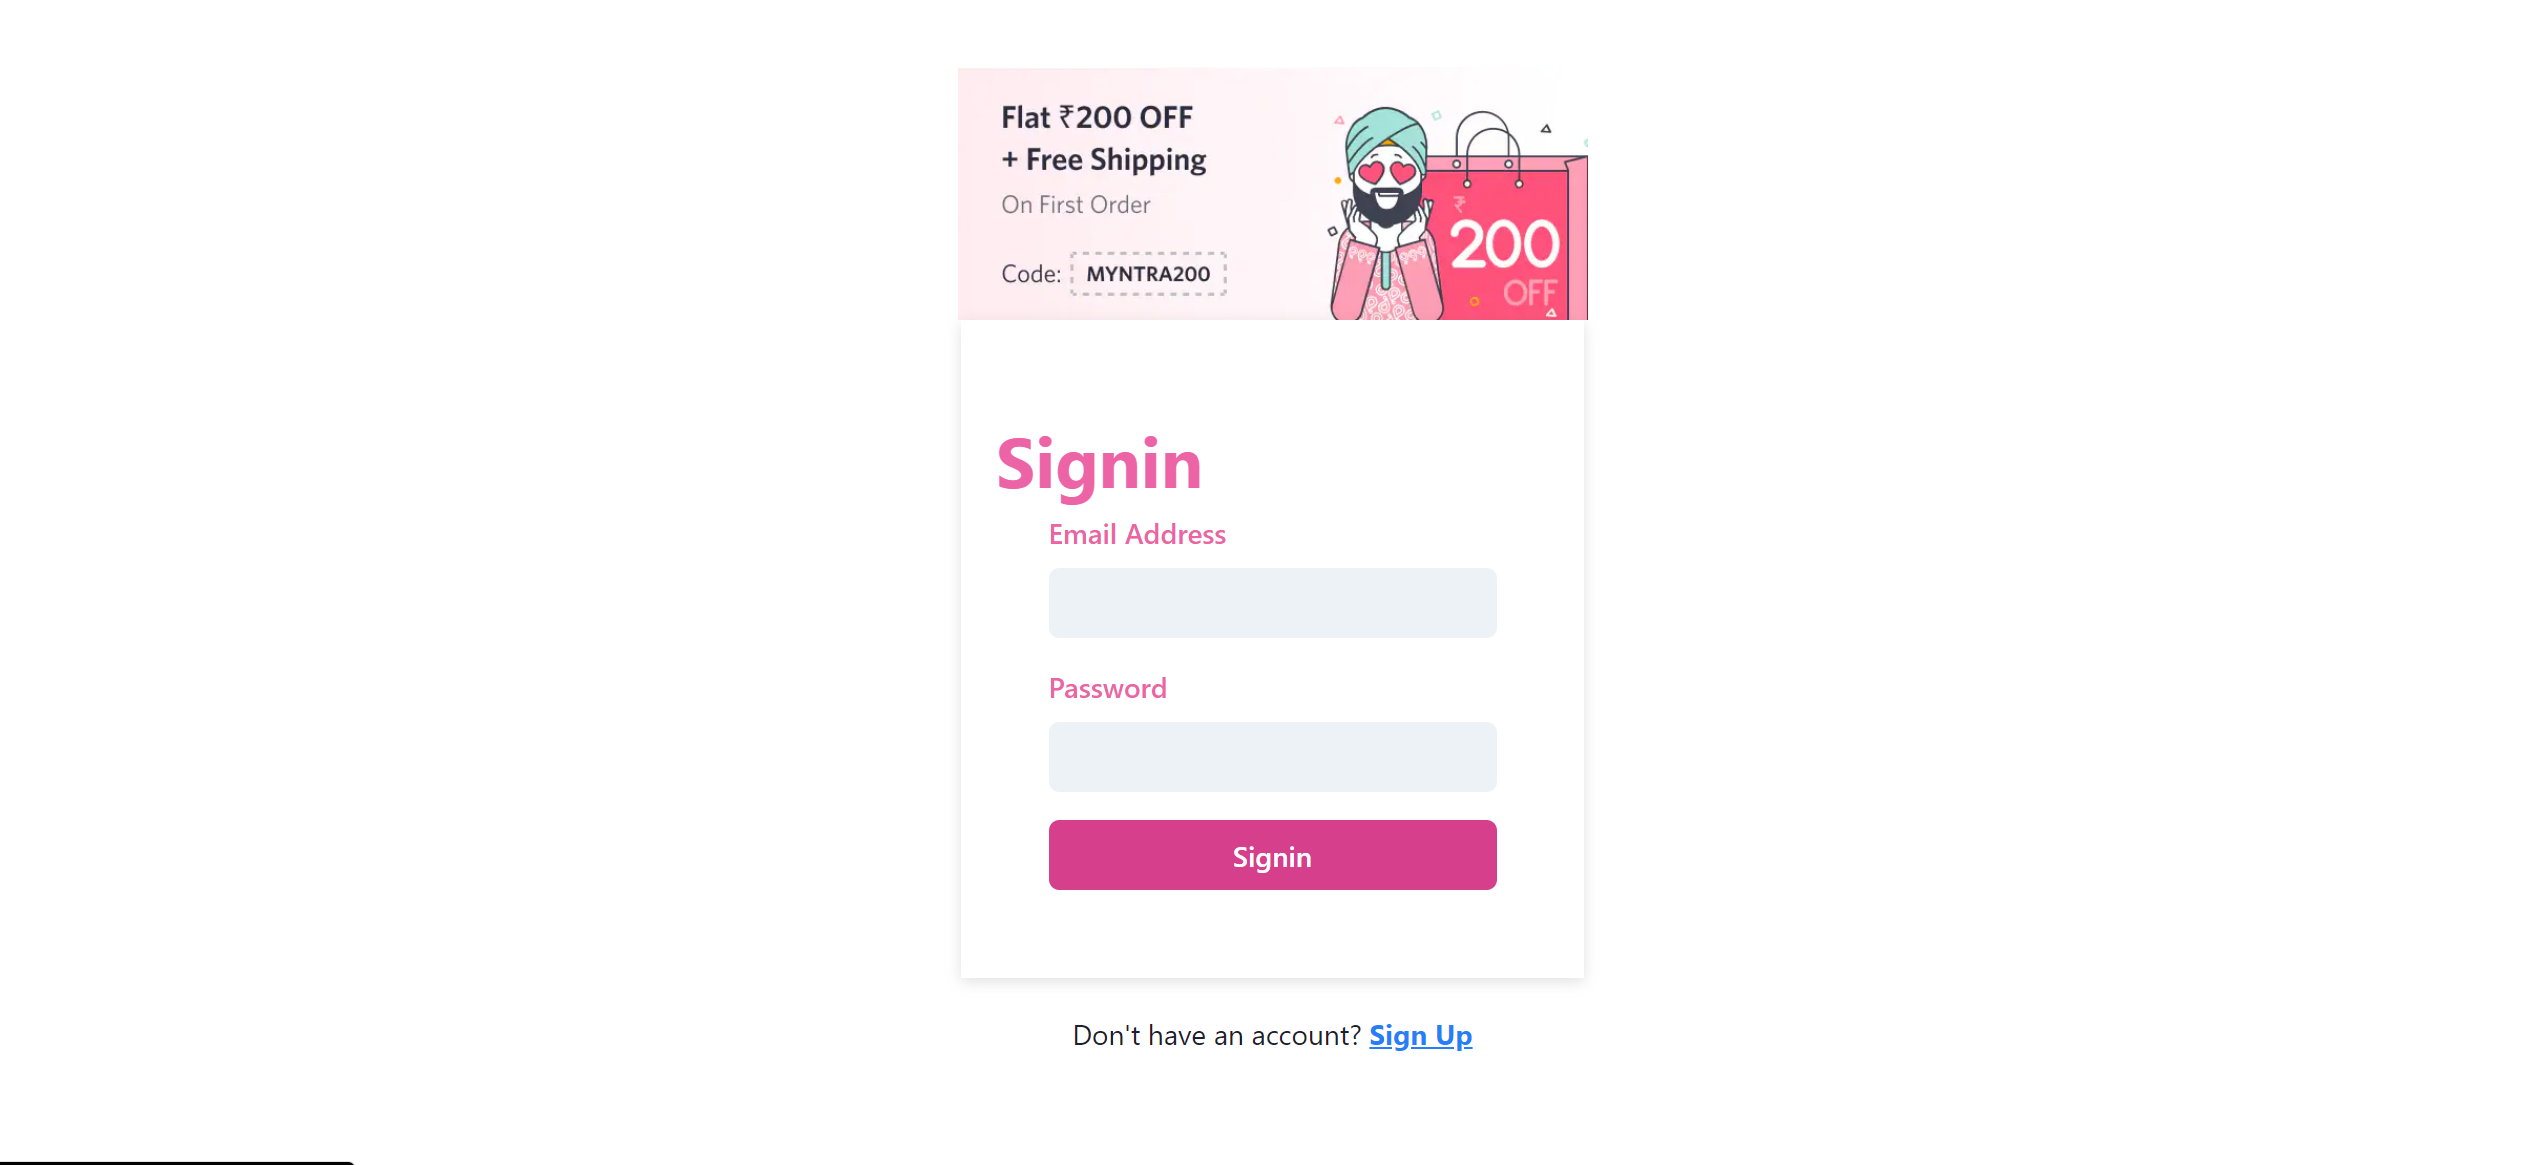 Flat ₹200 OFF
+ Free Shipping
On First Order
Code: MYNTRA200
₹
200
OFF
Signin
Email Address
Password
Signin
Don't have an account? Sign Up